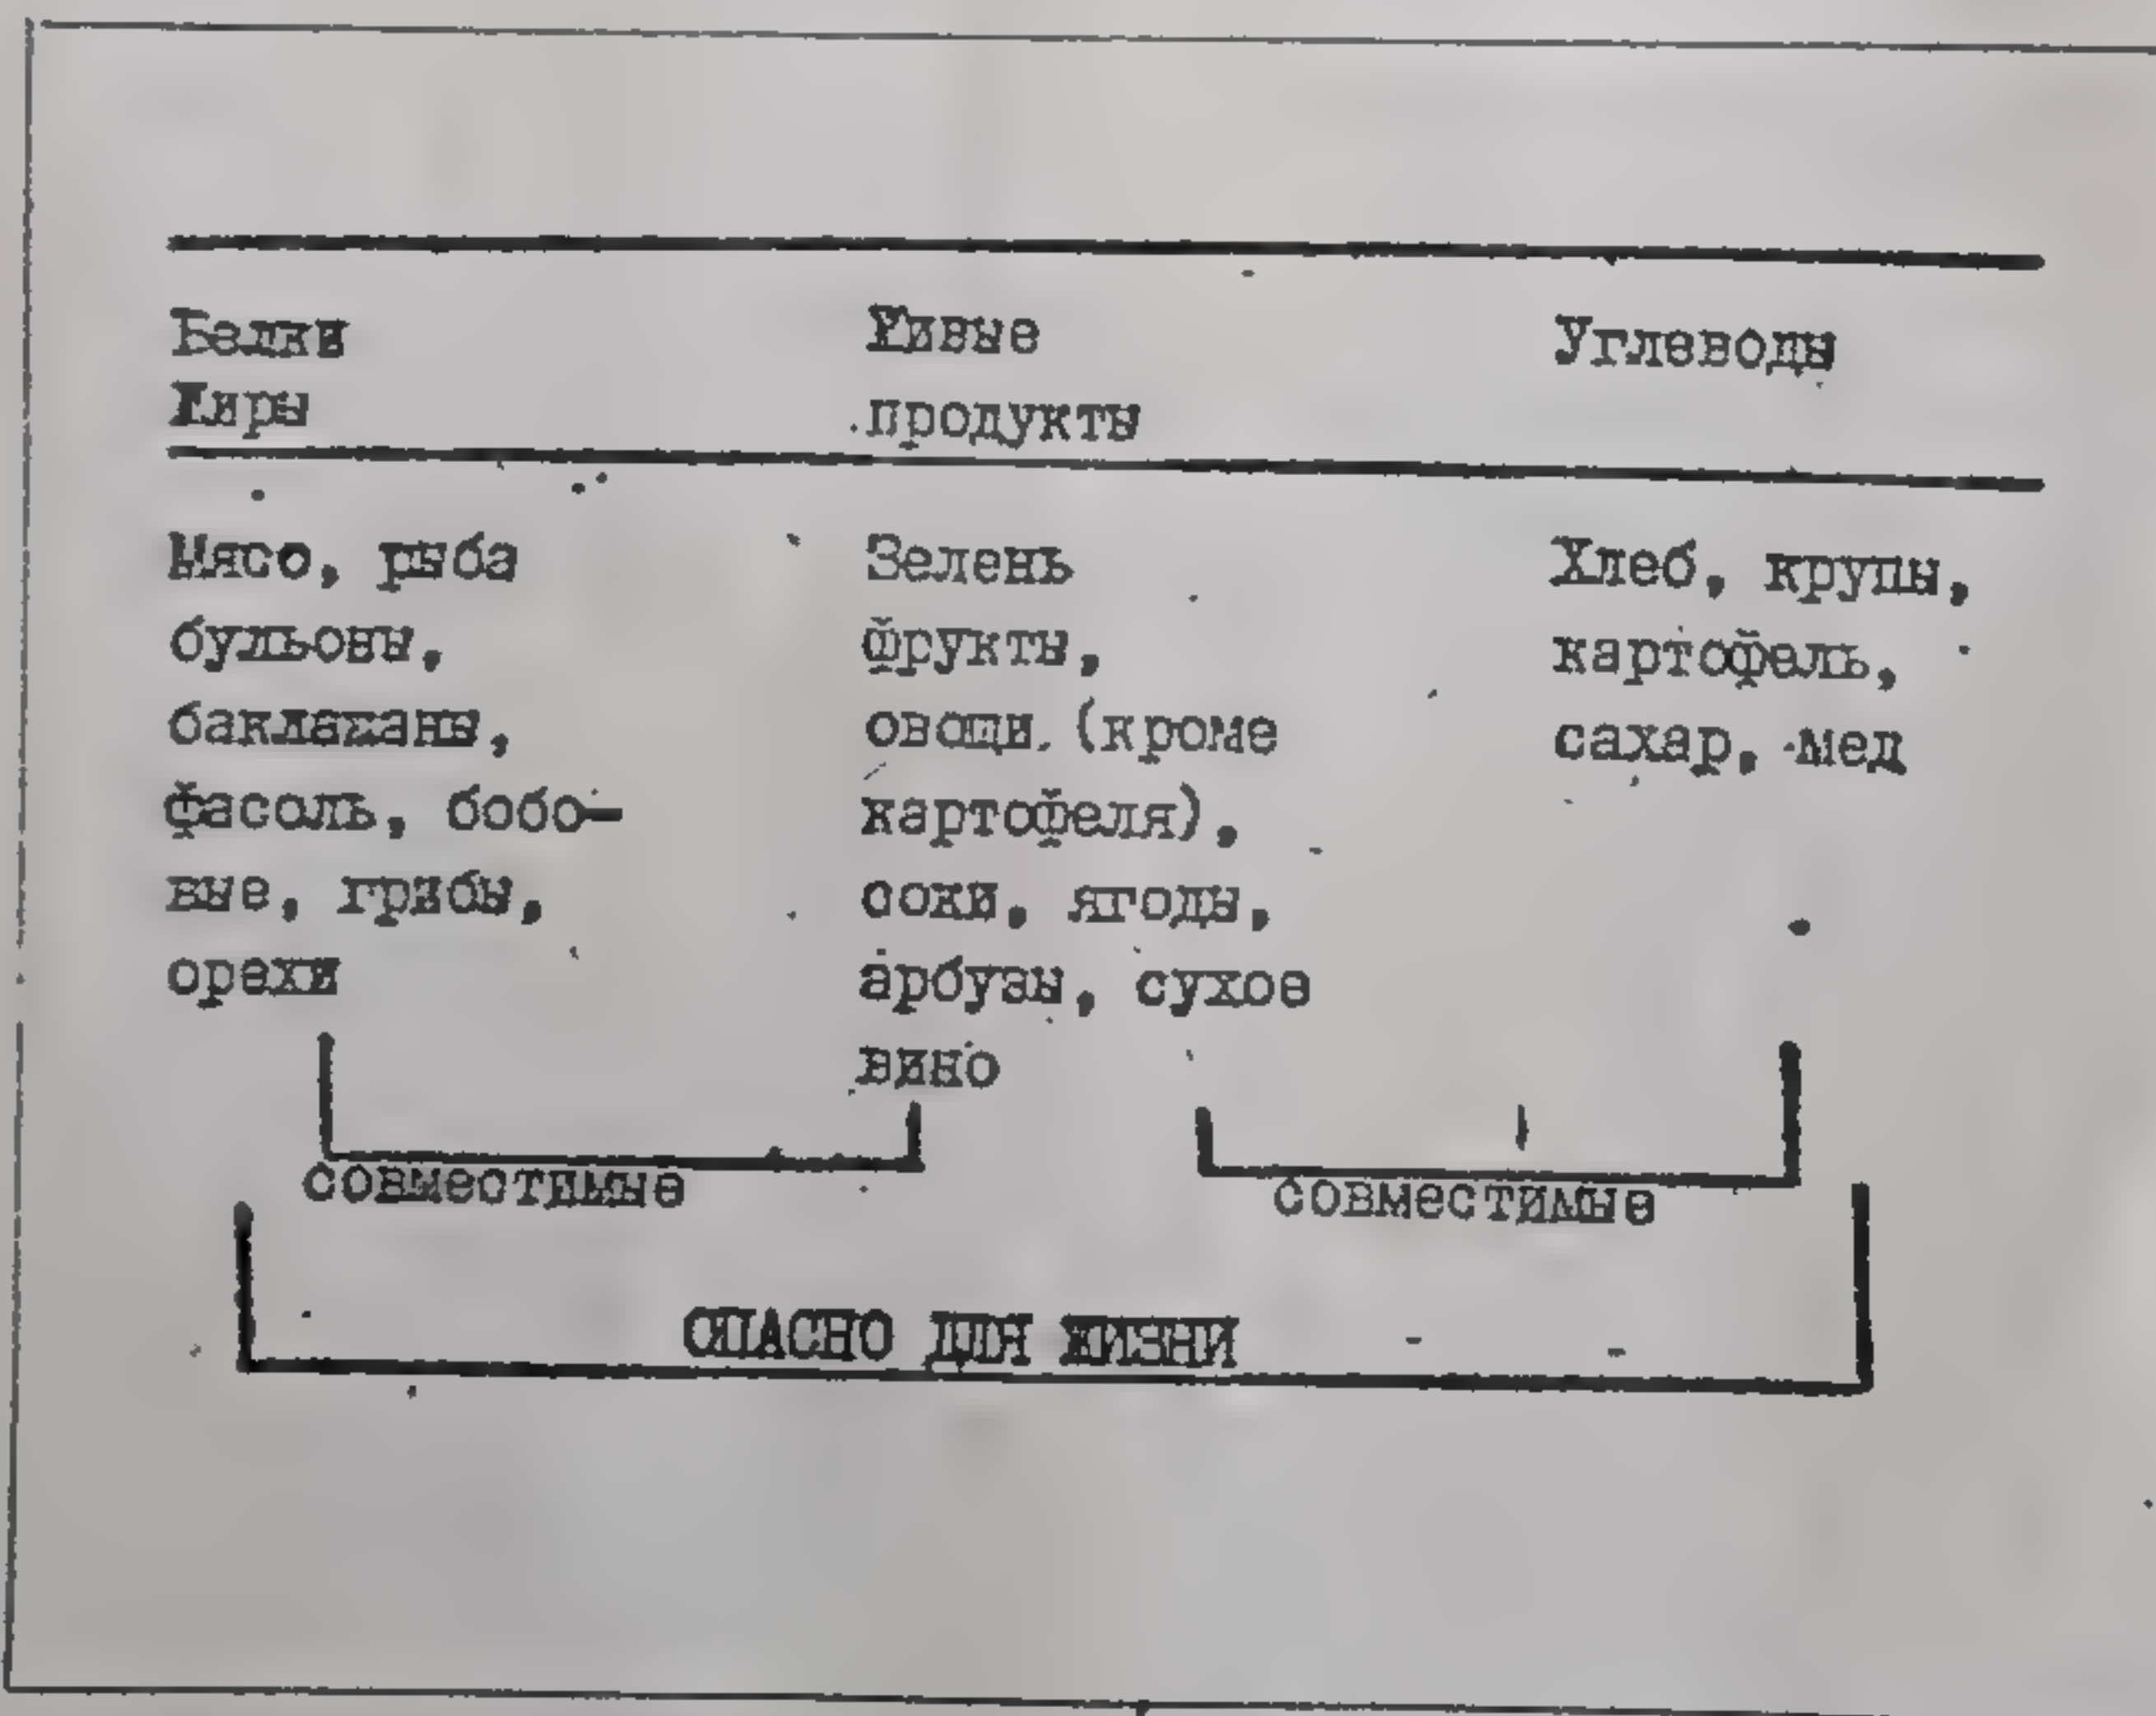 Белки
Жиры
Живые
продукты
Углеводы
Мясо, рыба
бульоны,
баклажаны,
фасоль, бобо-
вые, грибы,
орехи
Зелень
фрукты,
овощи (кроме
картофеля),
соки, ягоды,
арбузы, сухое
вино
Хлеб, крупы,
картофель,
сахар, мед
совместимые
совместимые
ОПАСНО ДЛЯ ЖИЗНИ